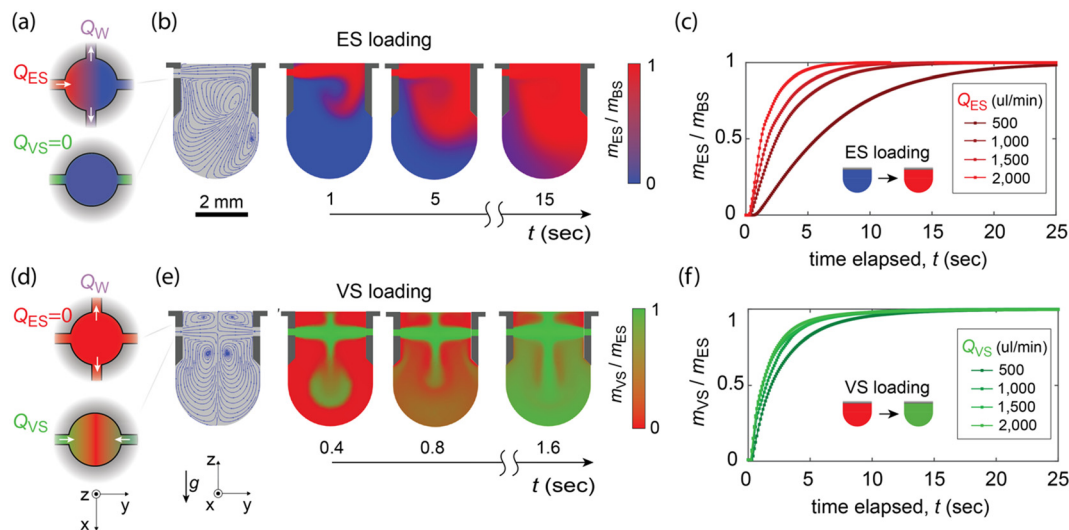 (a)
Q_W
Q_ES
Q_VS=0
(b)
ES loading
2 mm
1
5
15
t (sec)
1
m_ES / m_BS
0
(c)
1
0.5
0
m_ES / m_BS
Q_ES (ul/min)
500
1,000
1,500
2,000
ES loading
0
5
10
15
20
25
time elapsed, t (sec)
(d)
Q_W
Q_ES=0
Q_VS
z
y
x
(e)
VS loading
g
z
x
y
0.4
0.8
1.6
t (sec)
1
m_VS / m_ES
0
(f)
1
0.5
0
m_VS / m_ES
Q_VS (ul/min)
500
1,000
1,500
2,000
VS loading
0
5
10
15
20
25
time elapsed, t (sec)